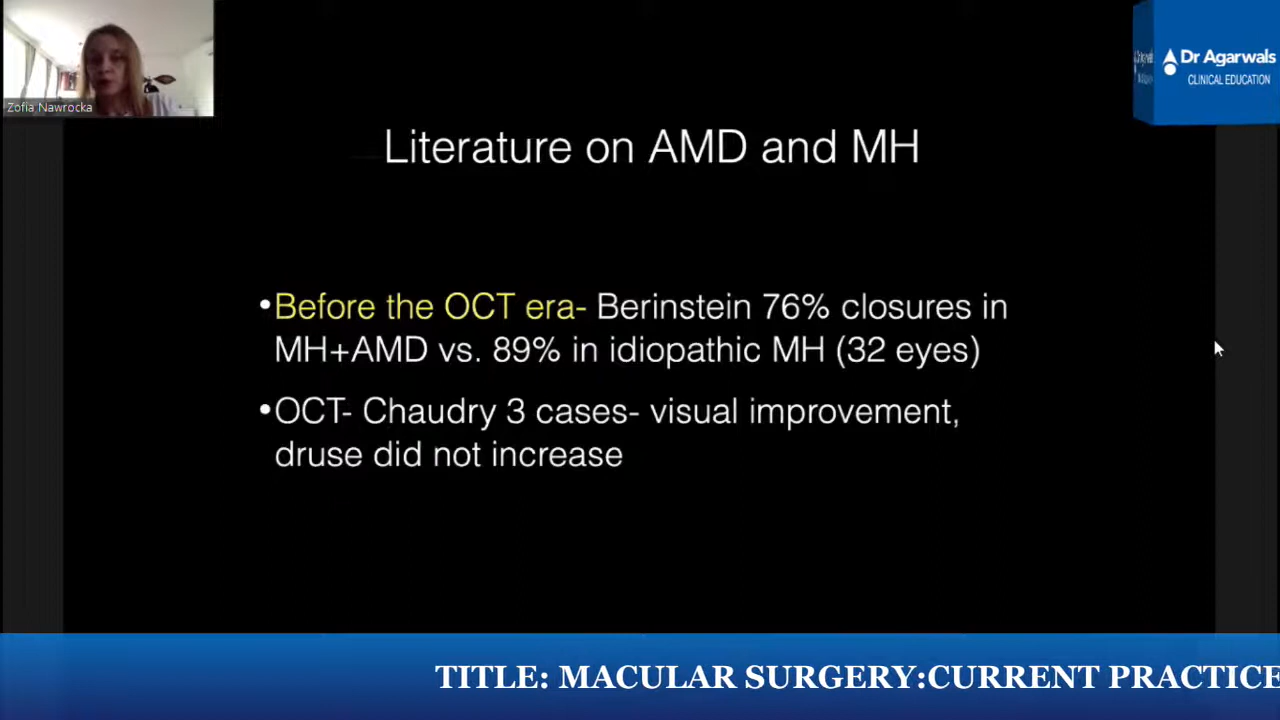 Zofia Nawrocka
Dr Agarwals
CLINICAL EDUCATION
Literature on AMD and MH
•Before the OCT era- Berinstein 76% closures in
MH+AMD vs. 89% in idiopathic MH (32 eyes)
•OCT- Chaudry 3 cases- visual improvement,
druse did not increase
TITLE: MACULAR SURGERY:CURRENT PRACTICE